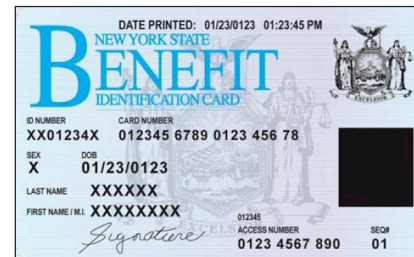 DATE PRINTED: 01/23/0123 01:23:45 PM
NEW YORK STATE
BENEFIT
IDENTIFICATION CARD
EXCELSIOR
ID NUMBER CARD NUMBER
XX01234X 012345 6789 0123 456 78
SEX DOB
X 01/23/0123
LAST NAME XXXXXX
FIRST NAME / M.I. XXXXXXXX
012345
Signature
ACCESS NUMBER SEQ#
0123 4567 890 01